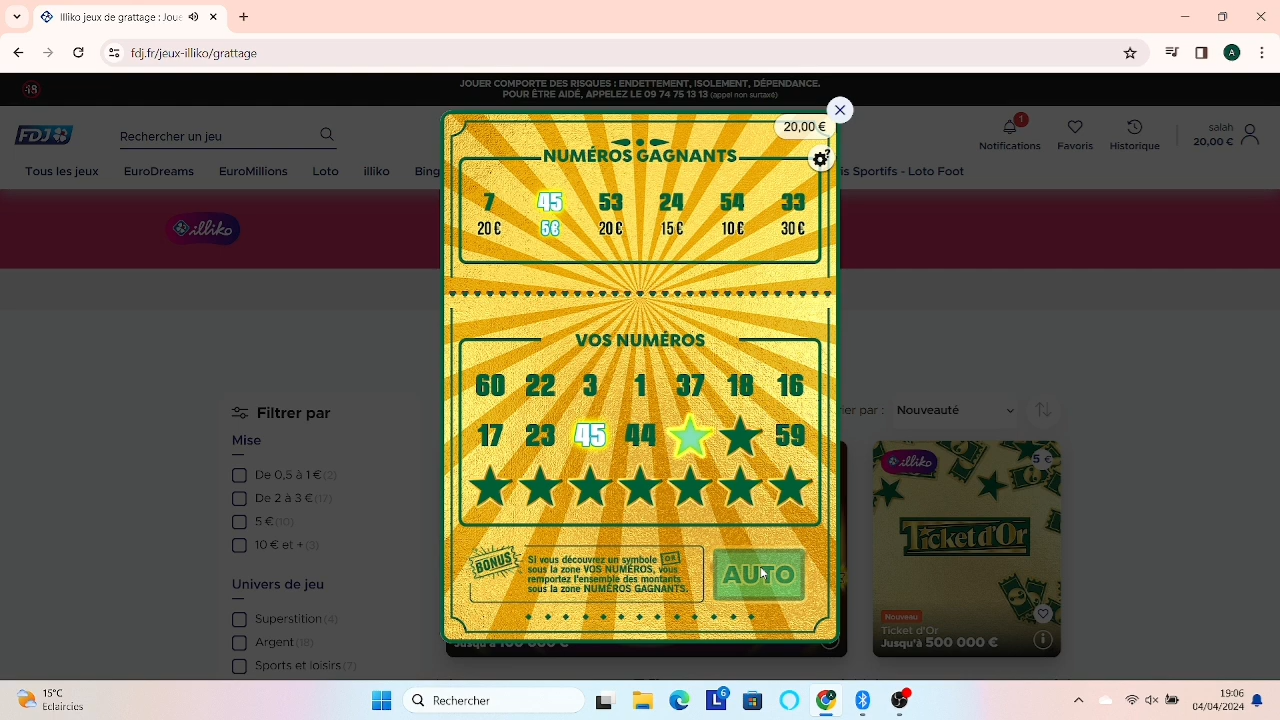 Illiko jeux de grattage
fdj.fr/jeux-illiko/grattage
A
-18
JOUER COMPORTE DES RISQUES : ENDETTEMENT, ISOLEMENT, DÉPENDANCE.
POUR ÊTRE AIDÉ, APPELEZ LE 09 74 75 13 13 (appel non surtaxé)
FDJ
Rechercher un jeu
1
Notifications
Favoris
Historique
salah
20,00 €
Tous les jeux EuroDreams EuroMillions Loto illiko Bing
is Sportifs - Loto Foot
illiko
20,00 €
NUMÉROS GAGNANTS
7 45 53 24 54 33
20 € 5 € 20 € 15 € 10 € 30 €
VOS NUMÉROS
60 22 3 1 37 18 16
17 23 45 44 59
BONUS
Si vous découvrez un symbole OR
sous la zone VOS NUMÉROS, vous
remportez l'ensemble des montants
sous la zone NUMÉROS GAGNANTS.
AUTO
Filtrer par
Mise
De 0,5 à 1 € (2)
De 2 à 3 € (17)
5 € (10)
10 € et + (3)
Univers de jeu
Superstition (4)
Argent (18)
Sports et loisirs (7)
rier par :
Nouveauté
illiko
5 €
Ticket d'Or
Nouveau
Ticket d'Or
Jusqu'à 500 000 €
Jusqu'à 100 000 €
15°C
Éclaircies
Rechercher
L
6
19:06
04/04/2024